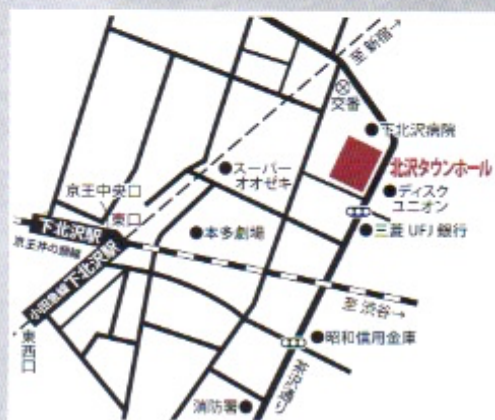 至 新宿→
交番
下北沢病院
北沢タウンホール
スーパー
オオゼキ
ディスク
ユニオン
京王中央口
東口
下北沢駅
京王井の頭線
本多劇場
三菱 UFJ 銀行
小田急線下北沢駅
至 渋谷→
南西口
昭和信用金庫
茶沢通り
消防署